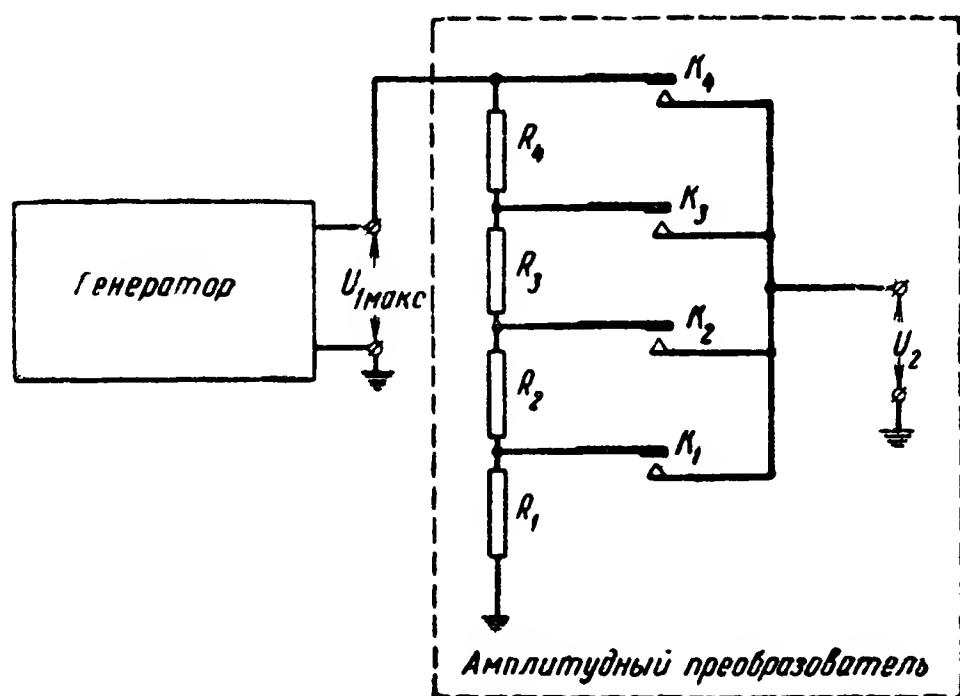 Генератор
U₁макс
R₄
R₃
R₂
R₁
K₄
K₃
K₂
K₁
U₂
Амплитудный преобразователь